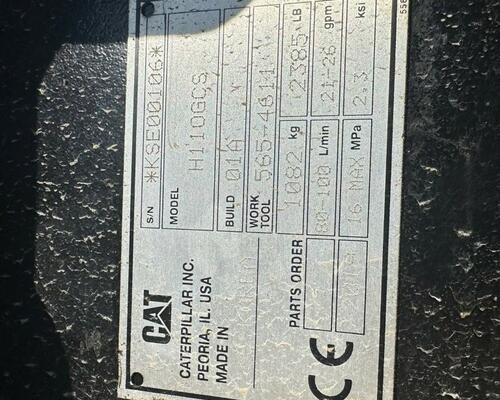 CAT
CATERPILLAR INC.
PEORIA, IL. USA
MADE IN
S/N *KSE00106*
MODEL H110GCS
BUILD 01A
WORK TOOL 565-4611
1082 kg 2385 LB
PARTS ORDER
80-100 L/min 21-26 gpm
16 MAX MPa 2.3 ksi
CE